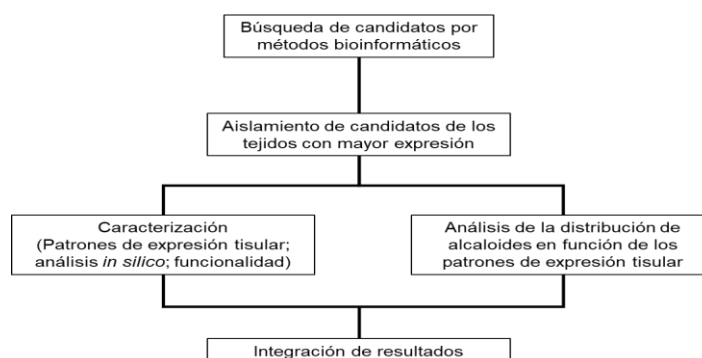 Búsqueda de candidatos por
métodos bioinformáticos
Aislamiento de candidatos de los
tejidos con mayor expresión
Caracterización
(Patrones de expresión tisular;
análisis in silico; funcionalidad)
Análisis de la distribución de
alcaloides en función de los
patrones de expresión tisular
Integración de resultados